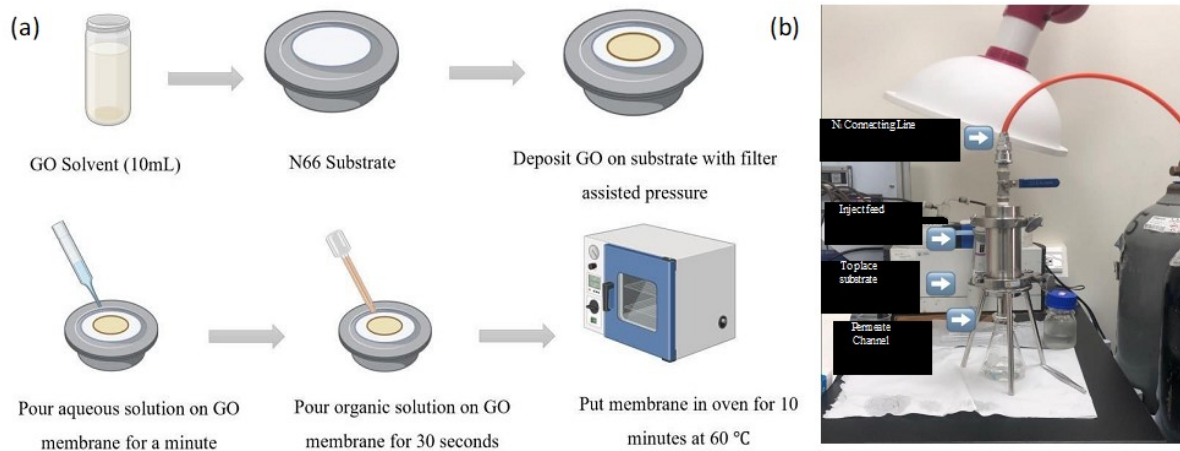 (a)
(b)
GO Solvent (10mL)
N66 Substrate
Deposit GO on substrate with filter
assisted pressure
Pour aqueous solution on GO
membrane for a minute
Pour organic solution on GO
membrane for 30 seconds
Put membrane in oven for 10
minutes at 60 ℃
Connecting Line
Inject feed
To place
substrate
Permeate
Channel